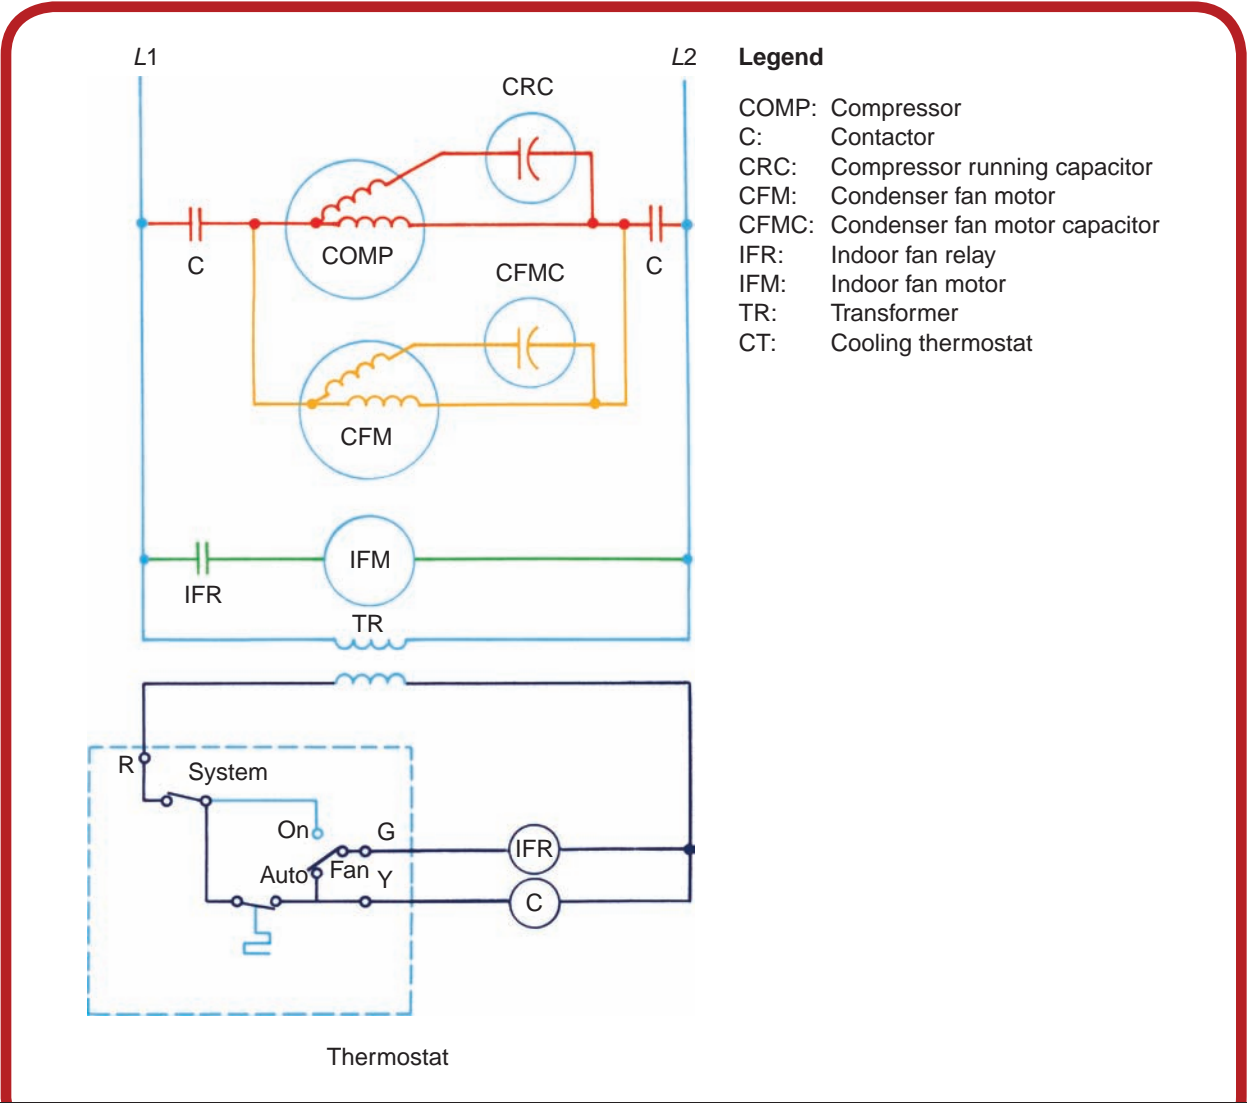 L1
L2
Legend
CRC
COMP: Compressor
C: Contactor
CRC: Compressor running capacitor
CFM: Condenser fan motor
CFMC: Condenser fan motor capacitor
IFR: Indoor fan relay
IFM: Indoor fan motor
TR: Transformer
CT: Cooling thermostat
C
COMP
C
CFMC
CFM
IFM
IFR
TR
R
System
On
G
IFR
Auto
Fan
Y
C
Thermostat